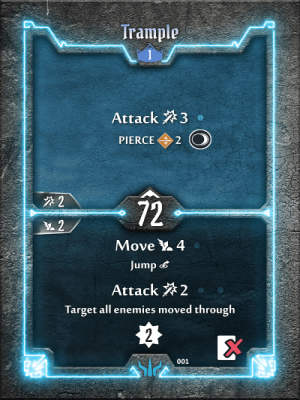 Trample
1
Attack 3
PIERCE 2
2
72
2
Move 4
Jump
Attack 2
Target all enemies moved through
2
001